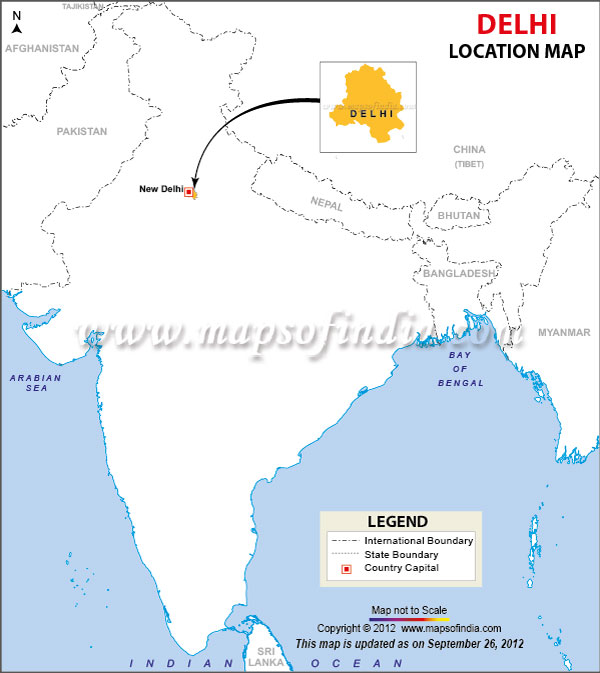 N
TAJIKISTAN
DELHI
LOCATION MAP
AFGHANISTAN
PAKISTAN
DELHI
CHINA
(TIBET)
New Delhi
NEPAL
BHUTAN
BANGLADESH
www.mapsofindia.com
MYANMAR
ARABIAN
SEA
BAY
OF
BENGAL
LEGEND
International Boundary
State Boundary
Country Capital
Map not to Scale
Copyright © 2012 www.mapsofindia.com
This map is updated as on September 26, 2012
SRI
LANKA
INDIAN OCEAN